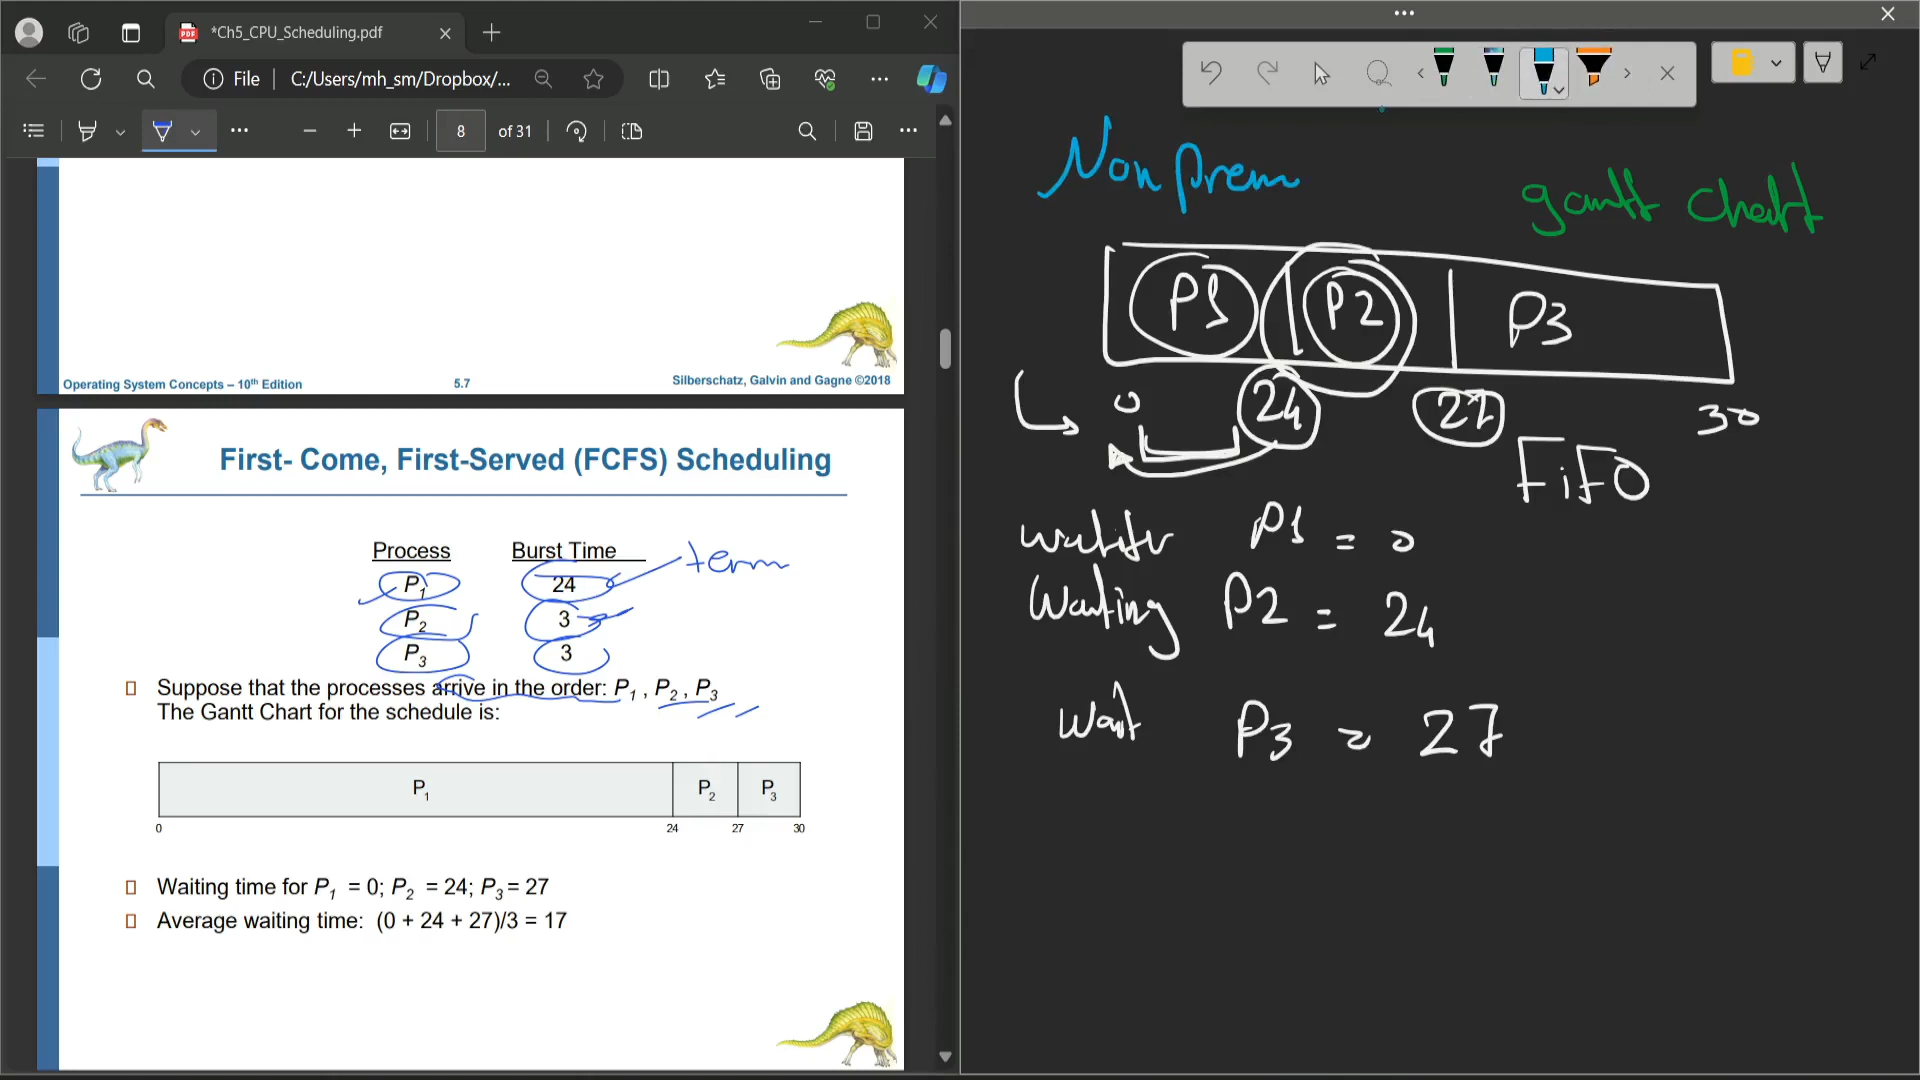 *Ch5_CPU_Scheduling.pdf
File C:/Users/mh_sm/Dropbox/...
8 of 31
Operating System Concepts – 10th Edition 5.7 Silberschatz, Galvin and Gagne ©2018
First- Come, First-Served (FCFS) Scheduling
Process Burst Time
term
P1 24
P2 3
P3 3
Suppose that the processes arrive in the order: P1 , P2 , P3
The Gantt Chart for the schedule is:
P1 P2 P3
0 24 27 30
Waiting time for P1 = 0; P2 = 24; P3 = 27
Average waiting time: (0 + 24 + 27)/3 = 17
Non Prem
gantt chart
P1 P2 P3
0 24 27 30
FiFO
P1 = 0
Waiting P2 = 24
wait P3 = 27